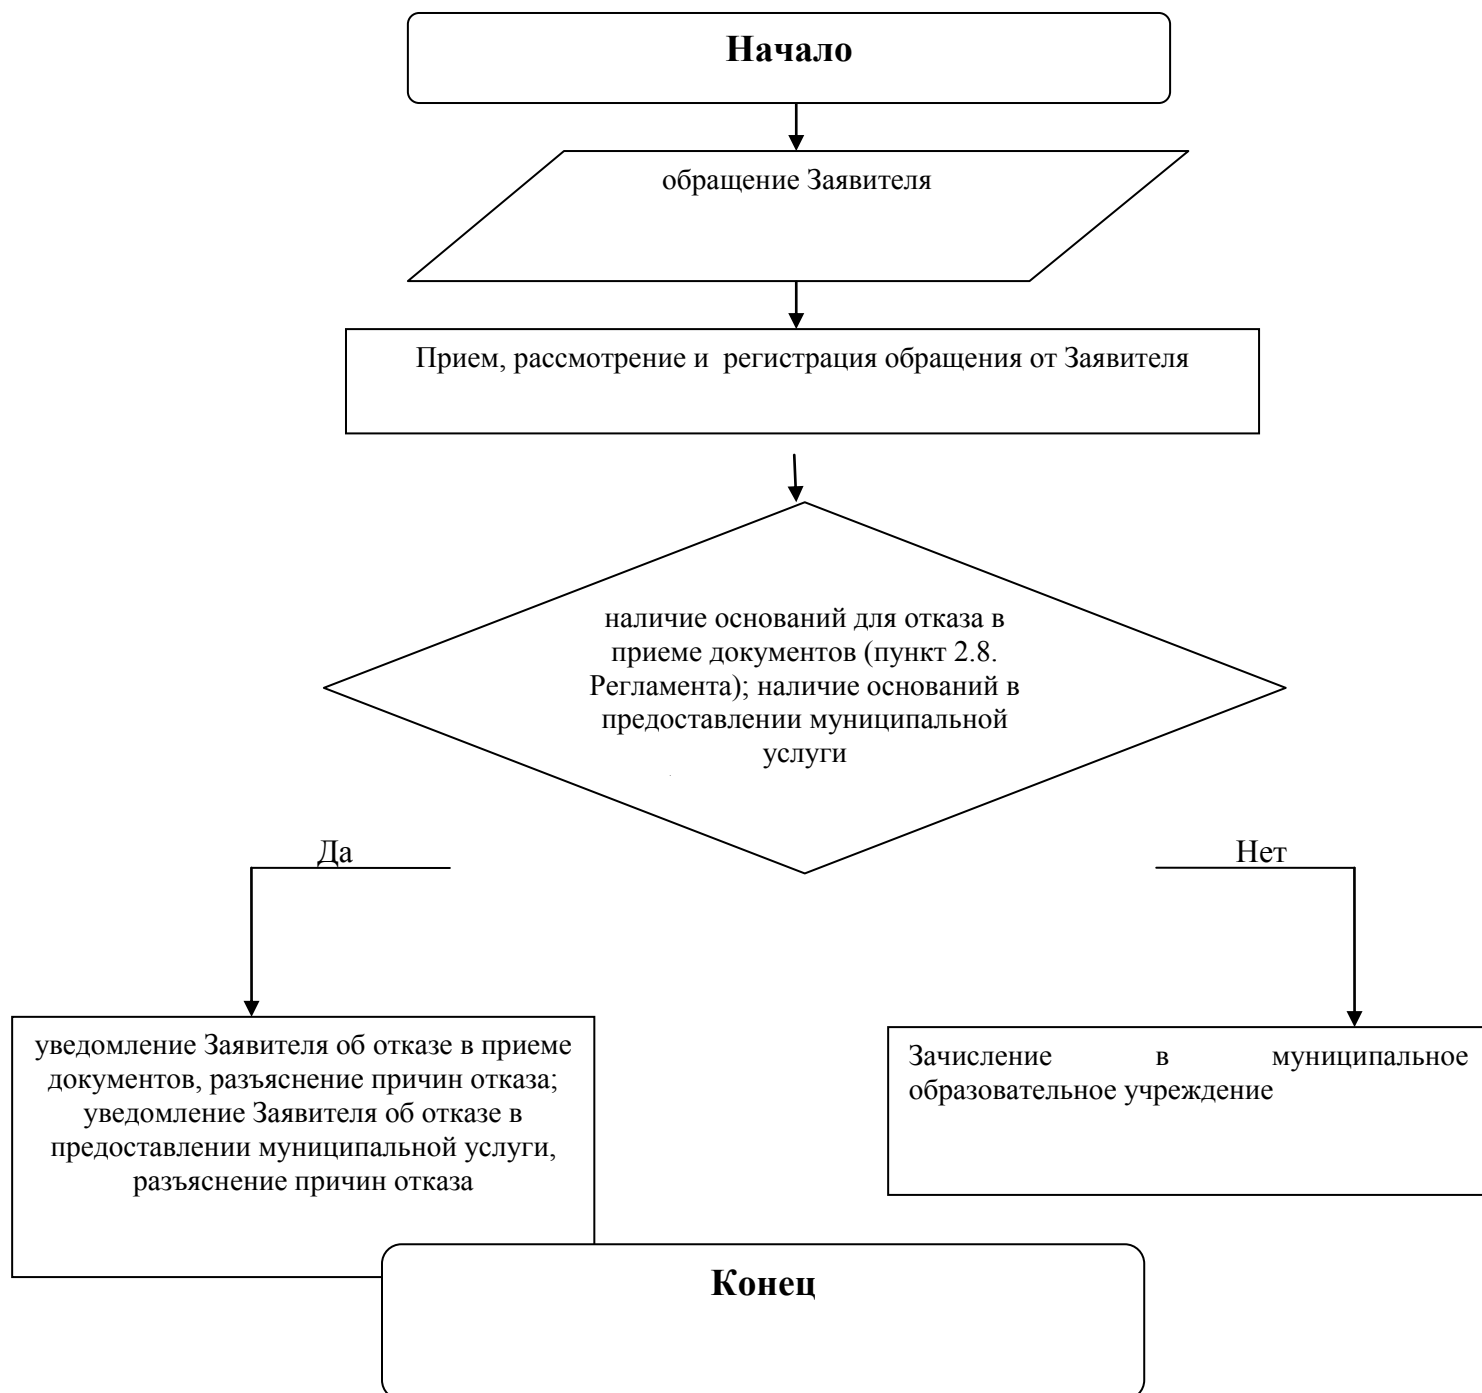 Начало
обращение Заявителя
Прием, рассмотрение и  регистрация обращения от Заявителя
наличие оснований для отказа в
приеме документов (пункт 2.8.
Регламента); наличие оснований в
предоставлении муниципальной
услуги
Да
Нет
уведомление Заявителя об отказе в приеме
документов, разъяснение причин отказа;
уведомление Заявителя об отказе в
предоставлении муниципальной услуги,
разъяснение причин отказа
Зачисление в муниципальное
образовательное учреждение
Конец